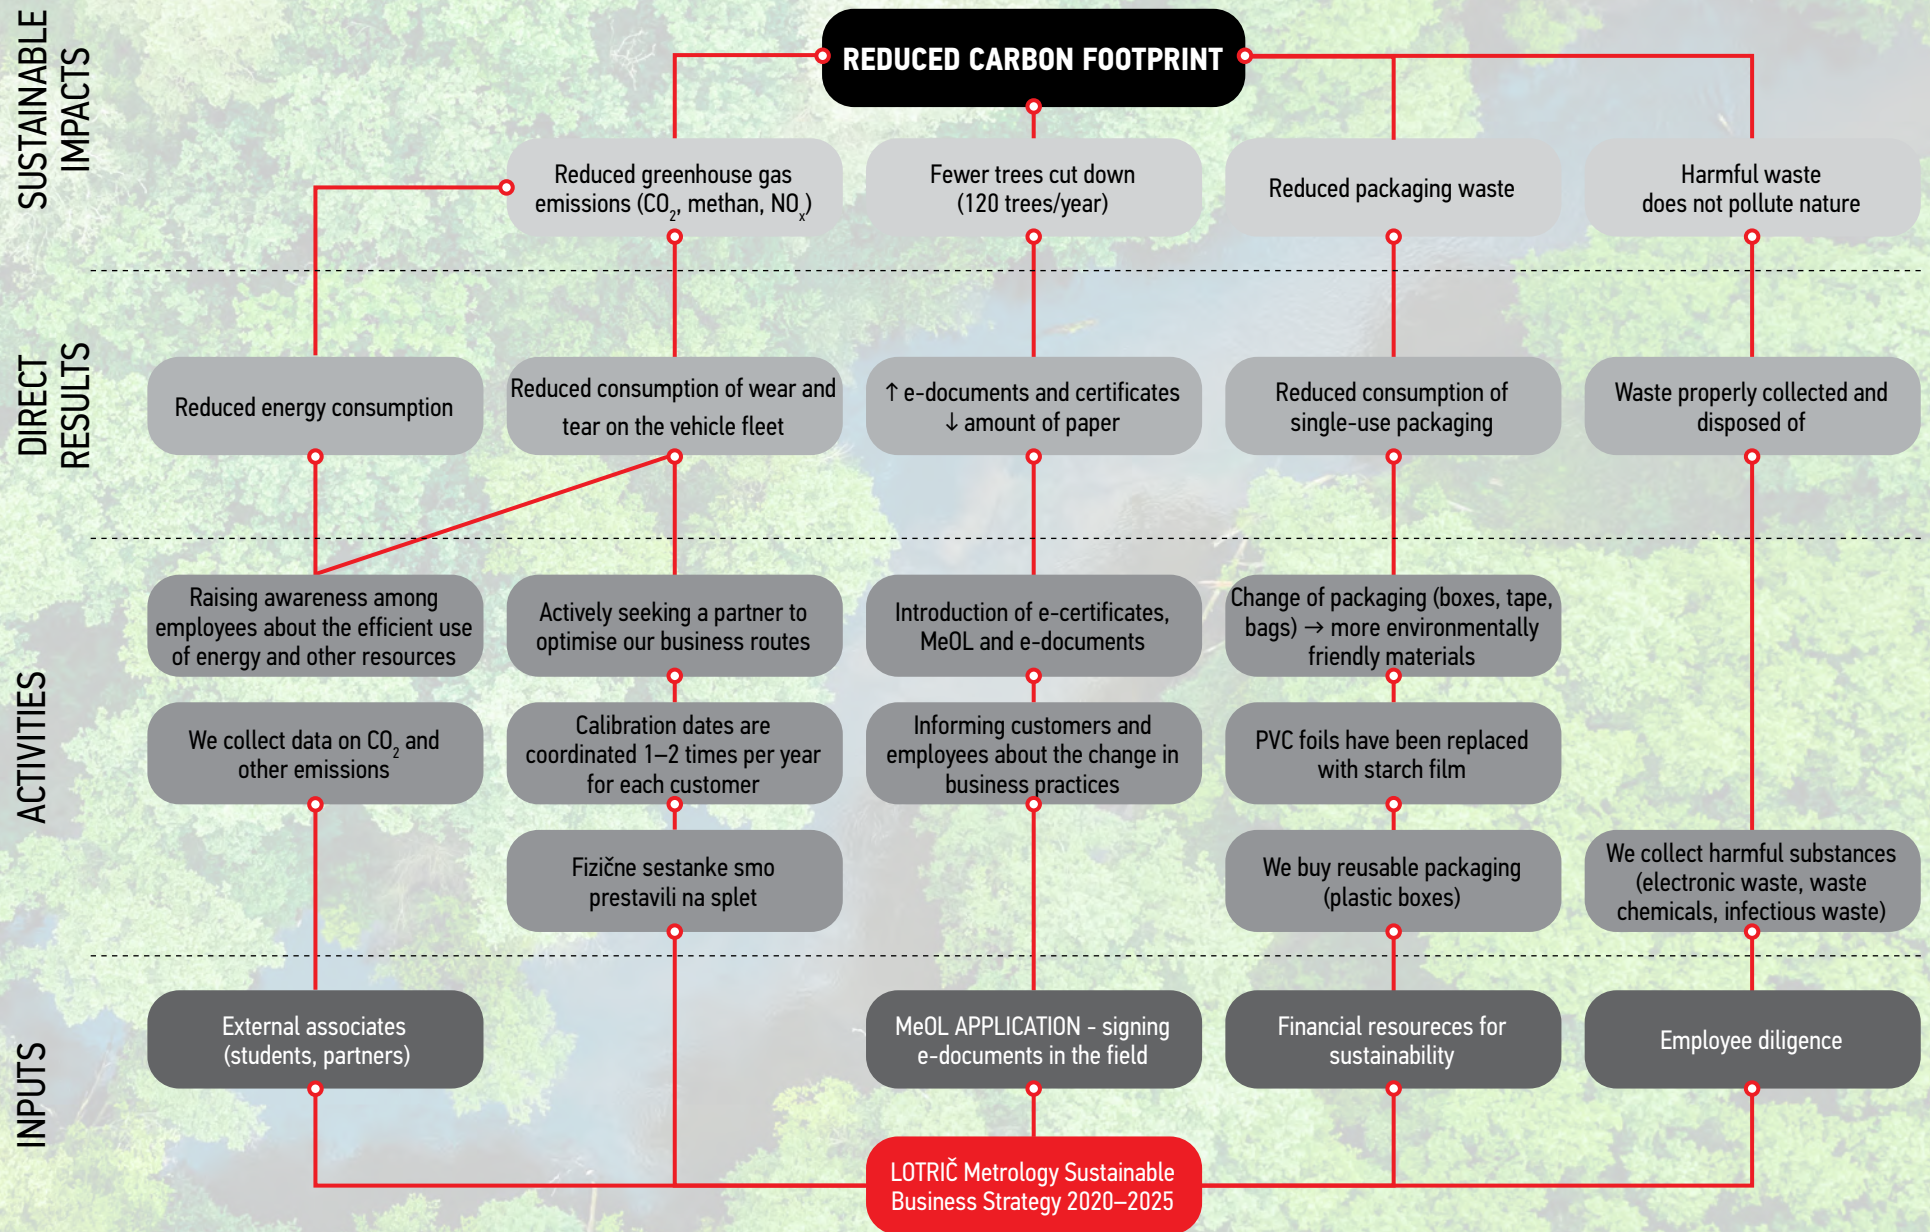 SUSTAINABLE
IMPACTS
REDUCED CARBON FOOTPRINT
Reduced greenhouse gas
emissions (CO₂, methan, NOₓ)
Fewer trees cut down
(120 trees/year)
Reduced packaging waste
Harmful waste
does not pollute nature
DIRECT
RESULTS
Reduced energy consumption
Reduced consumption of wear and
tear on the vehicle fleet
↑ e-documents and certificates
↓ amount of paper
Reduced consumption of
single-use packaging
Waste properly collected and
disposed of
ACTIVITIES
Raising awareness among
employees about the efficient use
of energy and other resources
Actively seeking a partner to
optimise our business routes
Introduction of e-certificates,
MeOL and e-documents
Change of packaging (boxes, tape,
bags) → more environmentally
friendly materials
We collect data on CO₂ and
other emissions
Calibration dates are
coordinated 1–2 times per year
for each customer
Informing customers and
employees about the change in
business practices
PVC foils have been replaced
with starch film
Fizične sestanke smo
prestavili na splet
We buy reusable packaging
(plastic boxes)
We collect harmful substances
(electronic waste, waste
chemicals, infectious waste)
INPUTS
External associates
(students, partners)
MeOL APPLICATION - signing
e-documents in the field
Financial resoureces for
sustainability
Employee diligence
LOTRIČ Metrology Sustainable
Business Strategy 2020–2025